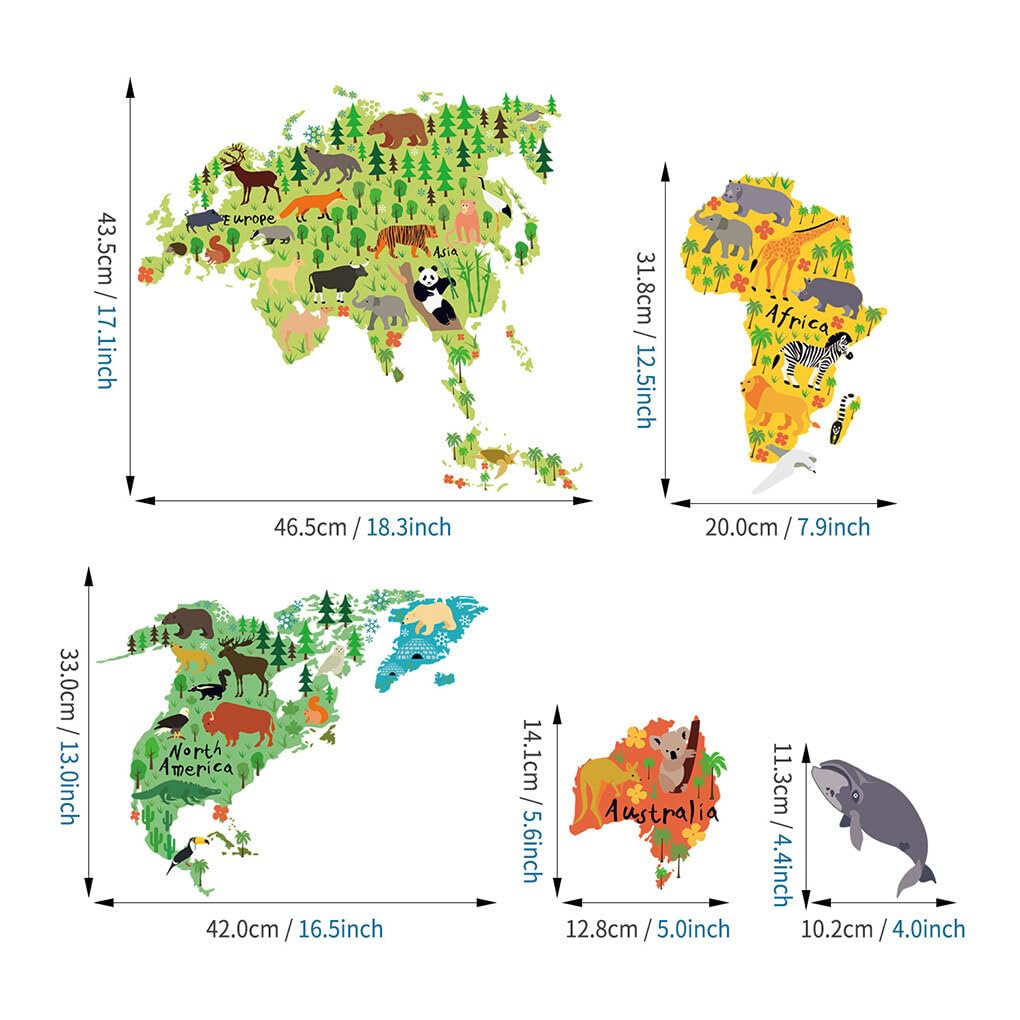 43.5cm / 17.1inch
Europe
Asia
46.5cm / 18.3inch
31.8cm / 12.5inch
Africa
20.0cm / 7.9inch
33.0cm / 13.0inch
North
America
42.0cm / 16.5inch
14.1cm / 5.6inch
Australia
12.8cm / 5.0inch
11.3cm / 4.4inch
10.2cm / 4.0inch